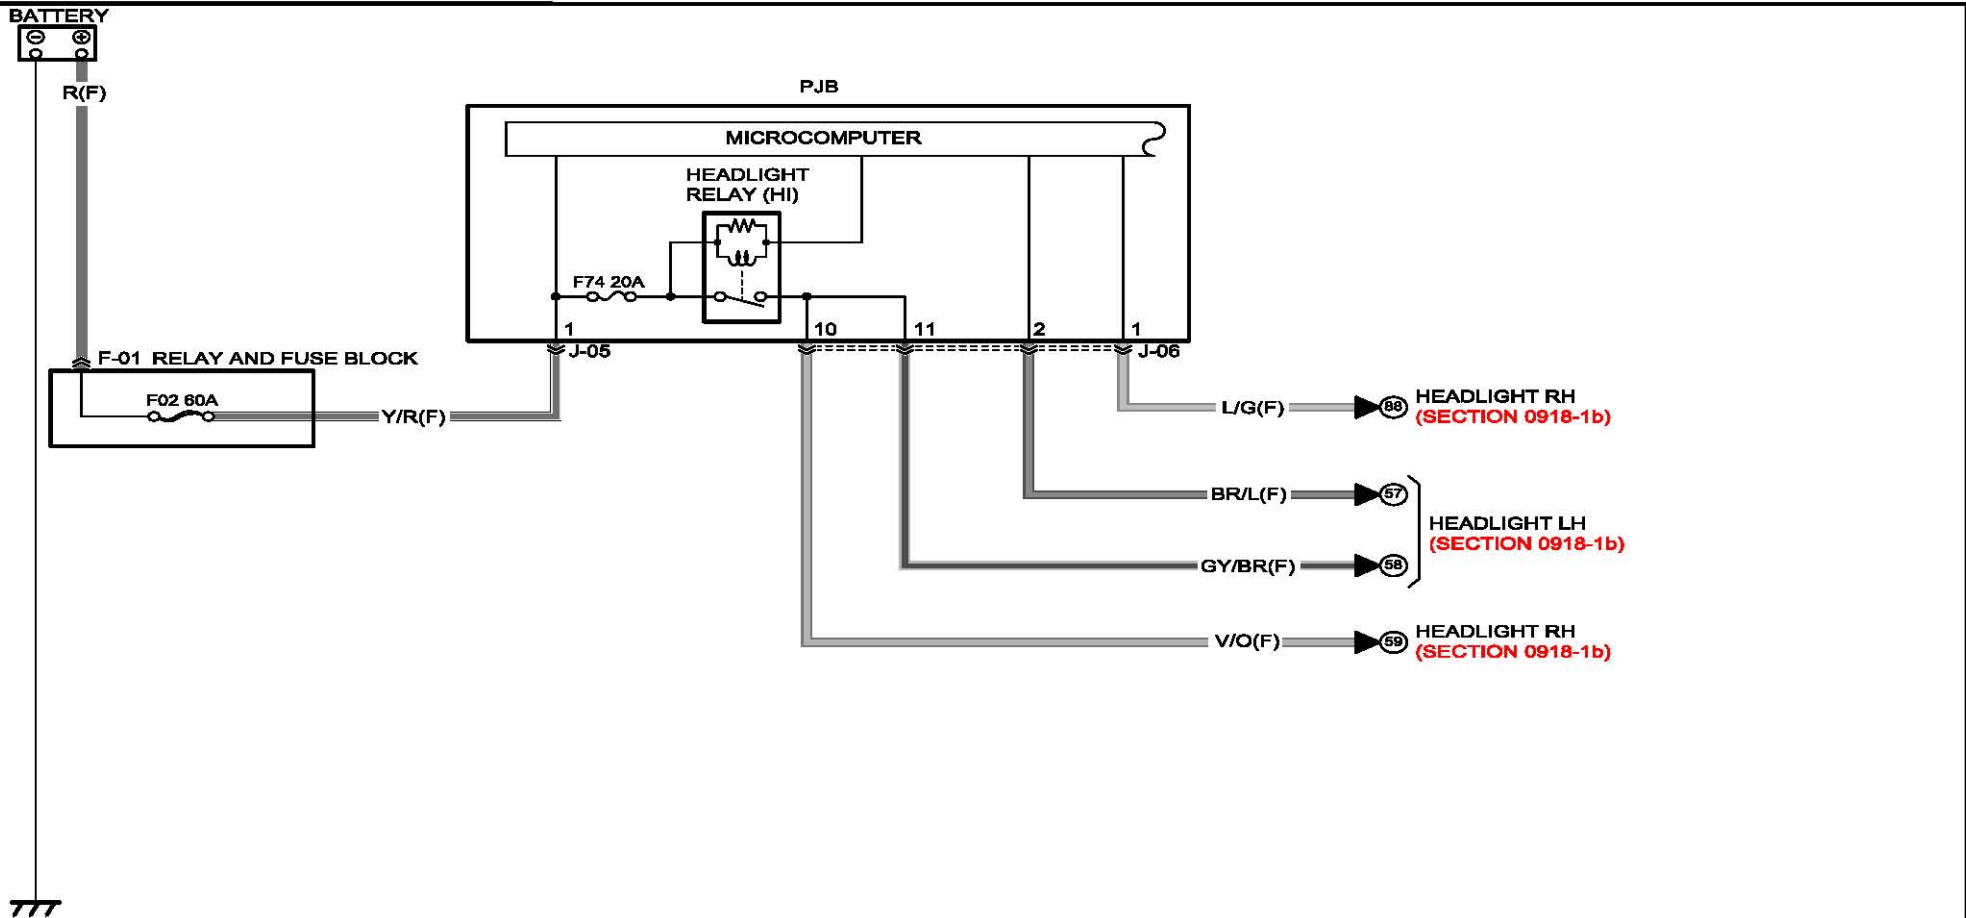 BATTERY
R(F)
PJB
MICROCOMPUTER
HEADLIGHT
RELAY (HI)
F74 20A
1
10
11
2
1
J-05
J-06
F-01 RELAY AND FUSE BLOCK
F02 60A
Y/R(F)
L/G(F)
88
HEADLIGHT RH
(SECTION 0918-1b)
BR/L(F)
57
HEADLIGHT LH
(SECTION 0918-1b)
GY/BR(F)
58
V/O(F)
59
HEADLIGHT RH
(SECTION 0918-1b)